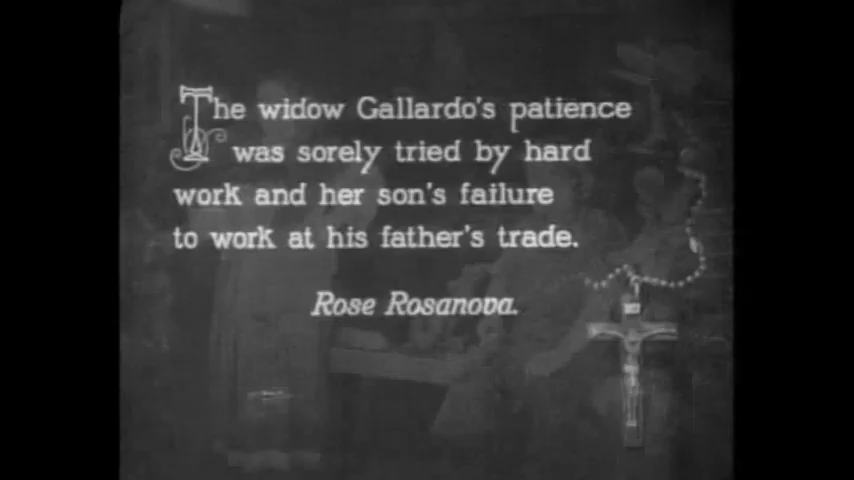 The widow Gallardo's patience
was sorely tried by hard
work and her son's failure
to work at his father's trade.
Rose Rosanova.